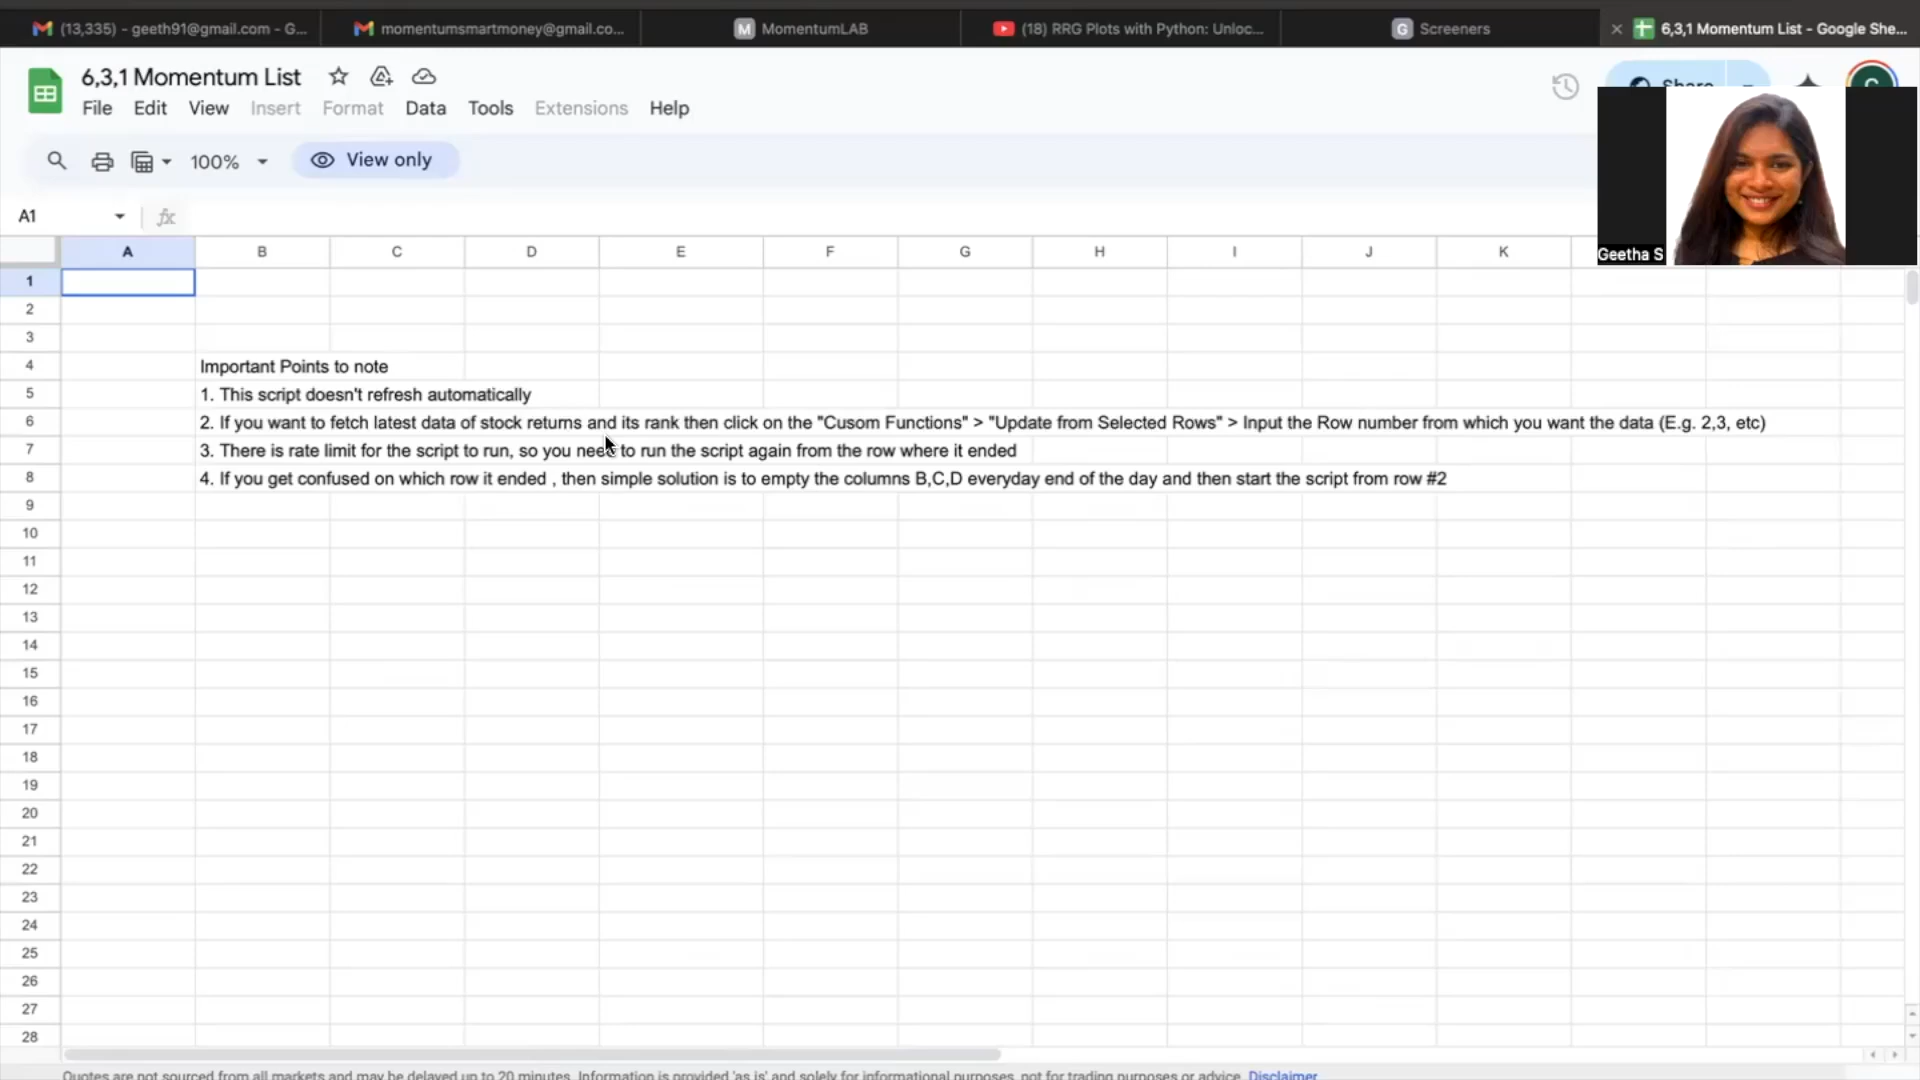 (13,335) - geeth91@gmail.com - G...
momentumsmartmoney@gmail.co...
M MomentumLAB
(18) RRG Plots with Python: Unloc...
G Screeners
6,3,1 Momentum List - Google She...
6,3,1 Momentum List
Share
File Edit View Insert Format Data Tools Extensions Help
100% View only
A1 fx
Geetha S
A B C D E F G H I J K
1
2
3
4 Important Points to note
5 1. This script doesn't refresh automatically
6 2. If you want to fetch latest data of stock returns and its rank then click on the "Cusom Functions" > "Update from Selected Rows" > Input the Row number from which you want the data (E.g. 2,3, etc)
7 3. There is rate limit for the script to run, so you need to run the script again from the row where it ended
8 4. If you get confused on which row it ended , then simple solution is to empty the columns B,C,D everyday end of the day and then start the script from row #2
9
10
11
12
13
14
15
16
17
18
19
20
21
22
23
24
25
26
27
28
Quotes are not sourced from all markets and may be delayed up to 20 minutes. Information is provided 'as is' and solely for informational purposes, not for trading purposes or advice. Disclaimer